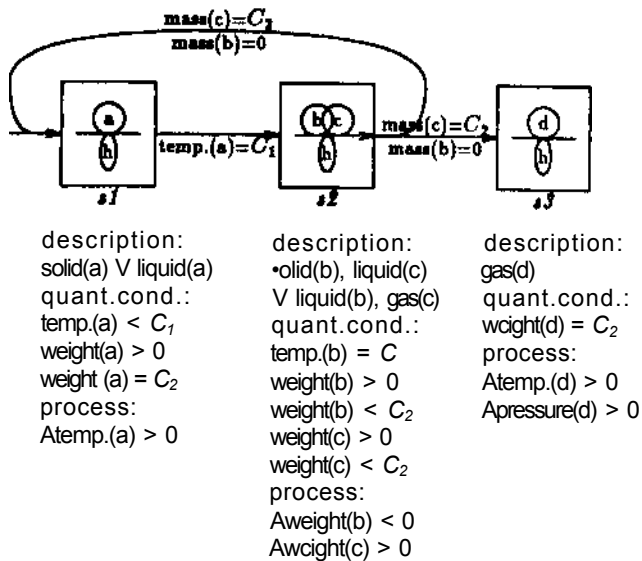 mass(c)=C₂
mass(b)=0
a
h
temp.(a)=C₁
s1
b c
h
s2
mass(c)=C₂
mass(b)=0
d
h
s3
description:
solid(a) V liquid(a)
quant.cond.:
temp.(a) < C₁
weight(a) > 0
weight (a) = C₂
process:
Atemp.(a) > 0
description:
•olid(b), liquid(c)
V liquid(b), gas(c)
quant.cond.:
temp.(b) = C
weight(b) > 0
weight(b) < C₂
weight(c) > 0
weight(c) < C₂
process:
Aweight(b) < 0
Awcight(c) > 0
description:
gas(d)
quant.cond.:
wcight(d) = C₂
process:
Atemp.(d) > 0
Apressure(d) > 0